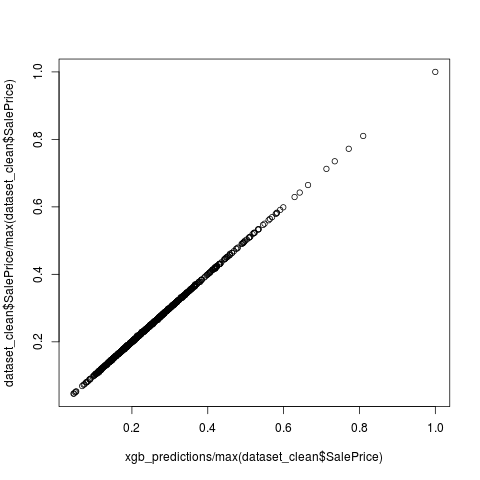 dataset_clean$SalePrice/max(dataset_clean$SalePrice)
1.0
0.8
0.6
0.4
0.2
0.2 0.4 0.6 0.8 1.0
xgb_predictions/max(dataset_clean$SalePrice)